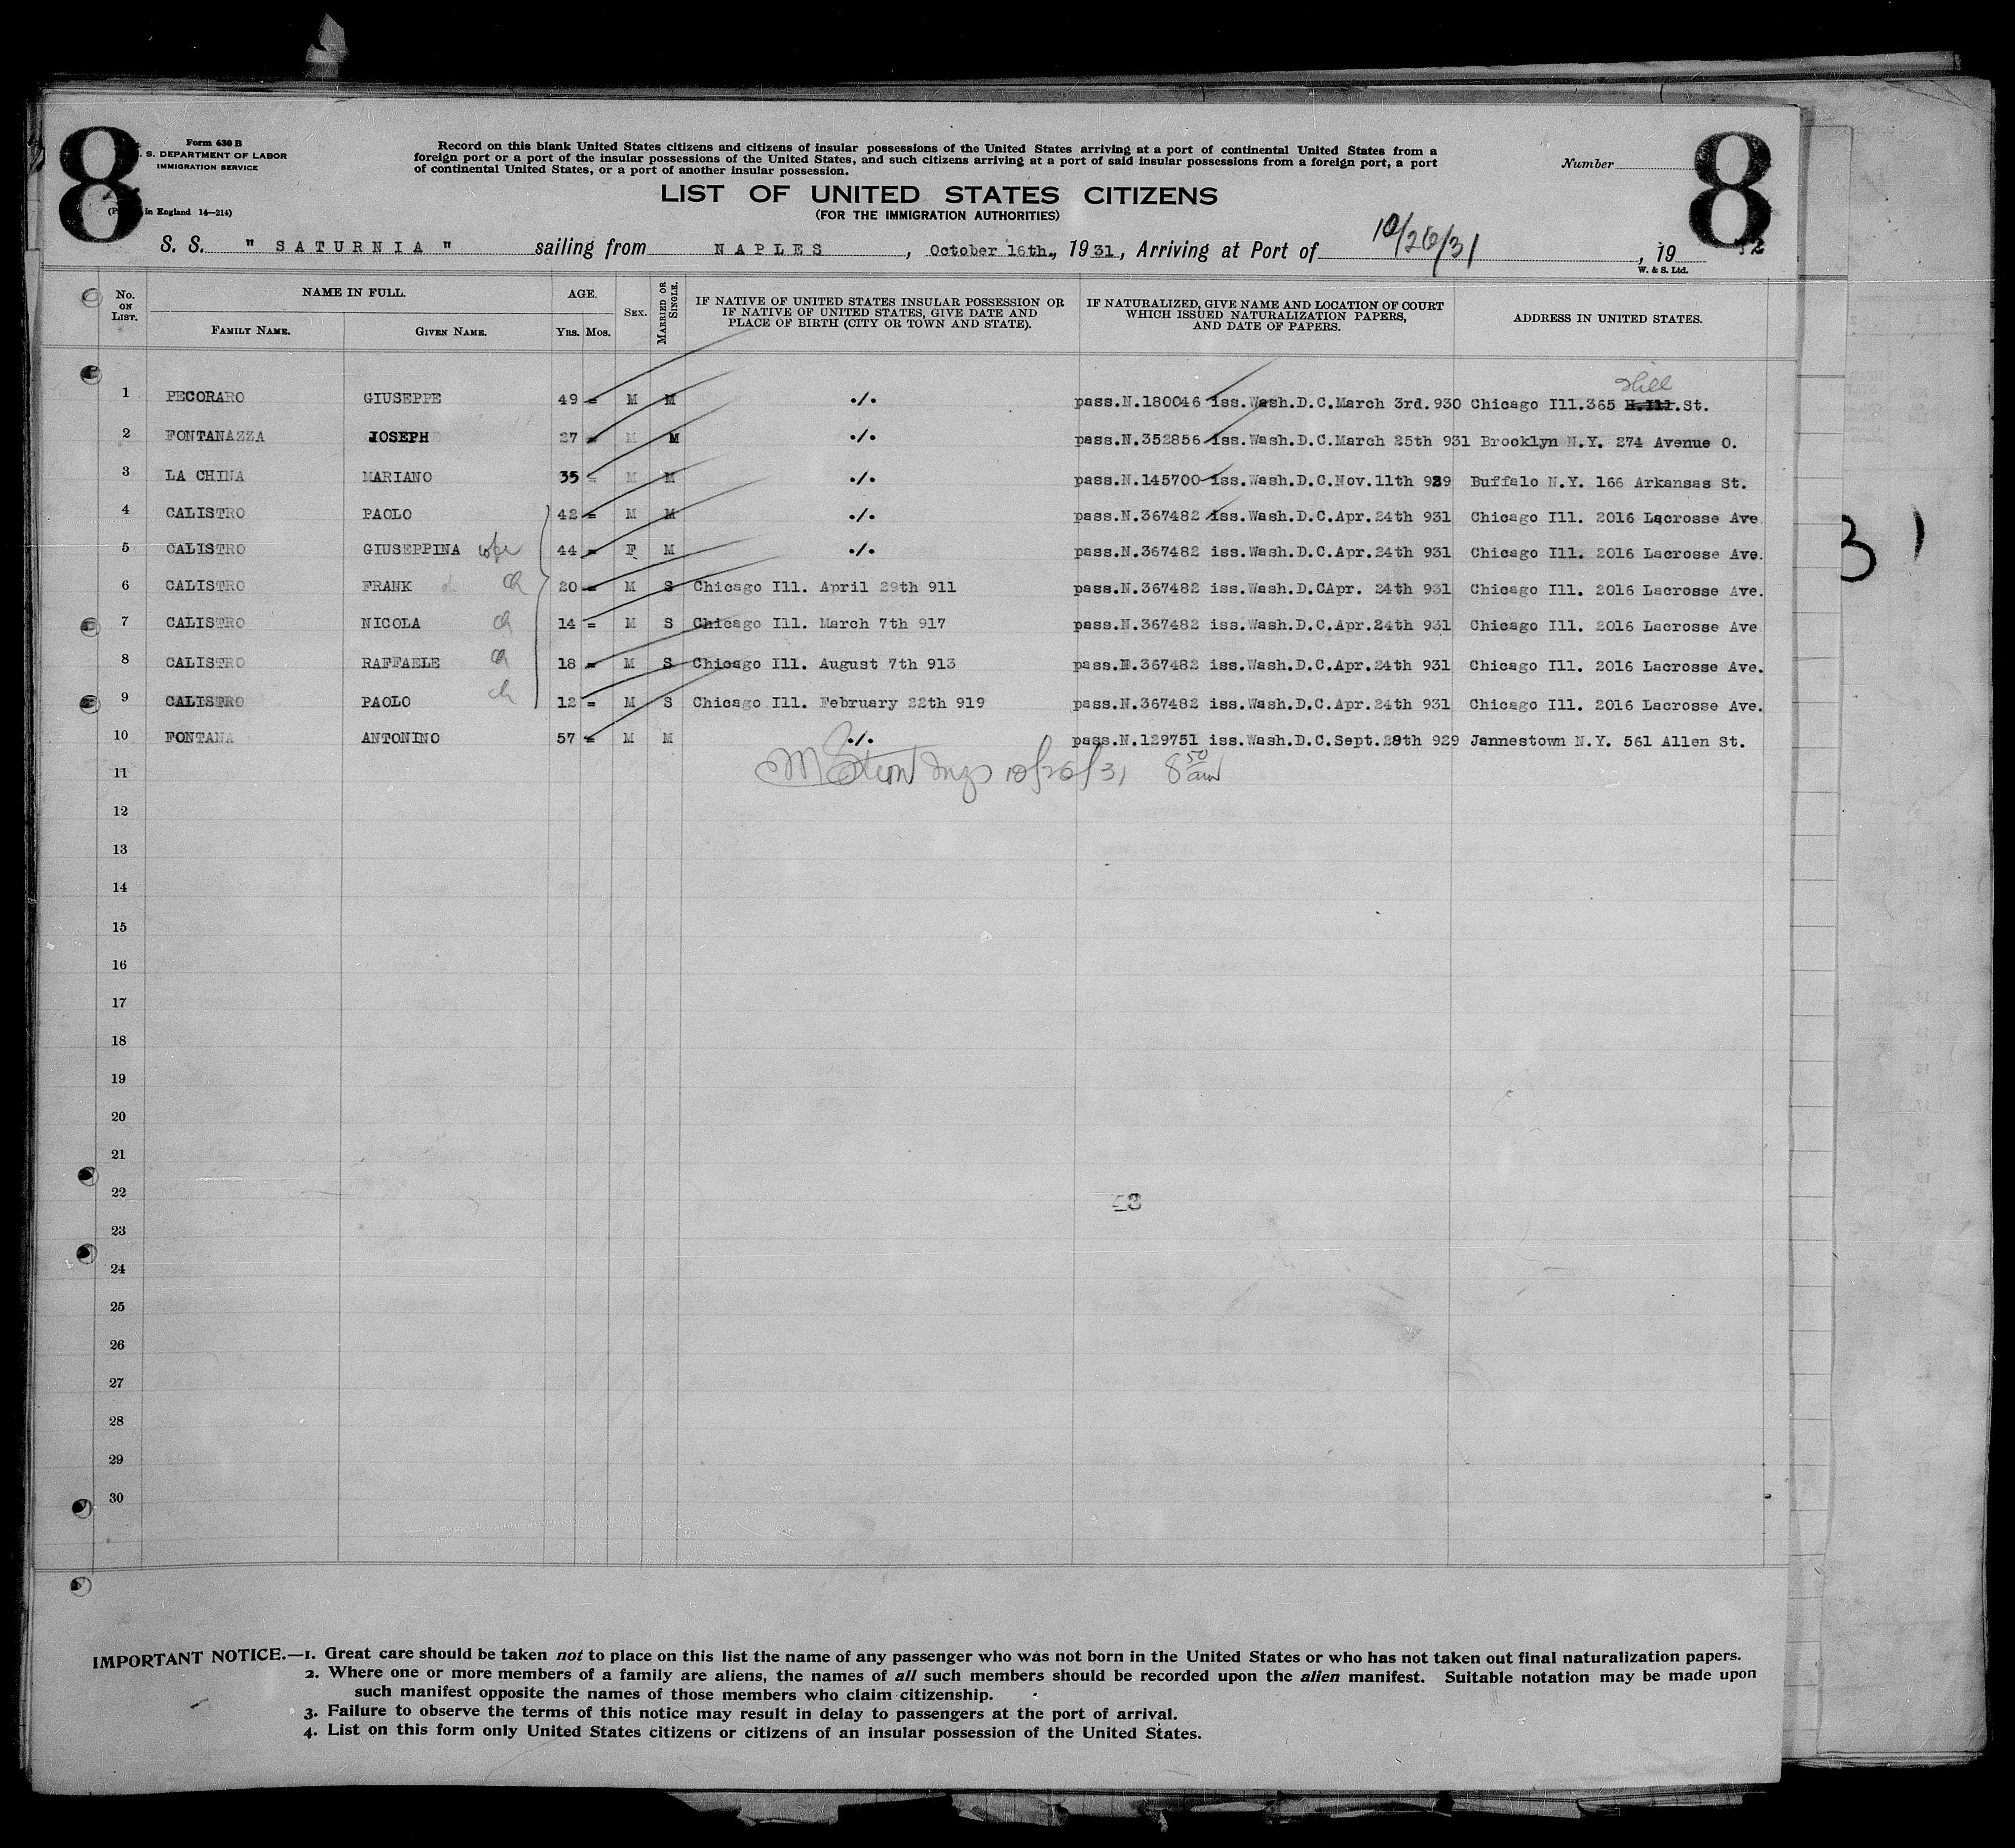 8
Form 630 B
S. DEPARTMENT OF LABOR
IMMIGRATION SERVICE
in England 14—214)
Record on this blank United States citizens and citizens of insular possessions of the United States arriving at a port of continental United States from a
foreign port or a port of the insular possessions of the United States, and such citizens arriving at a port of said insular possessions from a foreign port, a port
of continental United States, or a port of another insular possession.
Number
8
LIST OF UNITED STATES CITIZENS
(FOR THE IMMIGRATION AUTHORITIES)
S. S. " SATURNIA " sailing from NAPLES, October 16th., 1931, Arriving at Port of 10/26/31, 19
W. & S. Ltd.
No. ON LIST. NAME IN FULL. FAMILY NAME. GIVEN NAME. AGE. YRS. MOS. SEX. MARRIED OR SINGLE. IF NATIVE OF UNITED STATES INSULAR POSSESSION OR IF NATIVE OF UNITED STATES, GIVE DATE AND PLACE OF BIRTH (CITY OR TOWN AND STATE). IF NATURALIZED, GIVE NAME AND LOCATION OF COURT WHICH ISSUED NATURALIZATION PAPERS, AND DATE OF PAPERS. ADDRESS IN UNITED STATES.
Hill
1 PECORARO GIUSEPPE 49 = M M ./. pass.N.180046 iss.Wash.D.C.March 3rd.930 Chicago Ill.365 H.Ill.St.
2 FONTANAZZA JOSEPH 27 = M M ./. pass.N.352856 iss.Wash.D.C.March 25th 931 Brooklyn N.Y. 274 Avenue O.
3 LA CHINA MARIANO 35 = M M ./. pass.N.145700 iss.Wash.D.C.Nov.11th 929 Buffalo N.Y. 166 Arkansas St.
4 CALISTRO PAOLO 42 = M M ./. pass.N.367482 iss.Wash.D.C.Apr.24th 931 Chicago Ill. 2016 Lacrosse Ave
5 CALISTRO GIUSEPPINA wife 44 = F M ./. pass.N.367482 iss.Wash.D.C.Apr.24th 931 Chicago Ill. 2016 Lacrosse Ave.
6 CALISTRO FRANK ch 20 = M S Chicago Ill. April 29th 911 pass.N.367482 iss.Wash.D.CApr. 24th 931 Chicago Ill. 2016 Lacrosse Ave.
7 CALISTRO NICOLA ch 14 = M S Chicago Ill. March 7th 917 pass.N.367482 iss.Wash.D.C.Apr.24th 931 Chicago Ill. 2016 Lacrosse Ave
8 CALISTRO RAFFAELE ch 18 = M S Chicago Ill. August 7th 913 pass.N.367482 iss.Wash.D.C.Apr.24th 931 Chicago Ill. 2016 Lacrosse Ave.
9 CALISTRO PAOLO ch 12 = M S Chicago Ill. February 22th 919 pass.N.367482 iss.Wash.D.C.Apr.24th 931 Chicago Ill. 2016 Lacrosse Ave.
10 FONTANA ANTONINO 57 = M M ./. pass.N.129751 iss.Wash.D.C.Sept.28th 929 Jannestown N.Y. 561 Allen St.
11 10/26/31 8 50 am
12
13
14
15
16
17
18
19
20
21
22
23
24
25
26
27
28
29
30
IMPORTANT NOTICE.—1. Great care should be taken not to place on this list the name of any passenger who was not born in the United States or who has not taken out final naturalization papers.
2. Where one or more members of a family are aliens, the names of all such members should be recorded upon the alien manifest. Suitable notation may be made upon
such manifest opposite the names of those members who claim citizenship.
3. Failure to observe the terms of this notice may result in delay to passengers at the port of arrival.
4. List on this form only United States citizens or citizens of an insular possession of the United States.